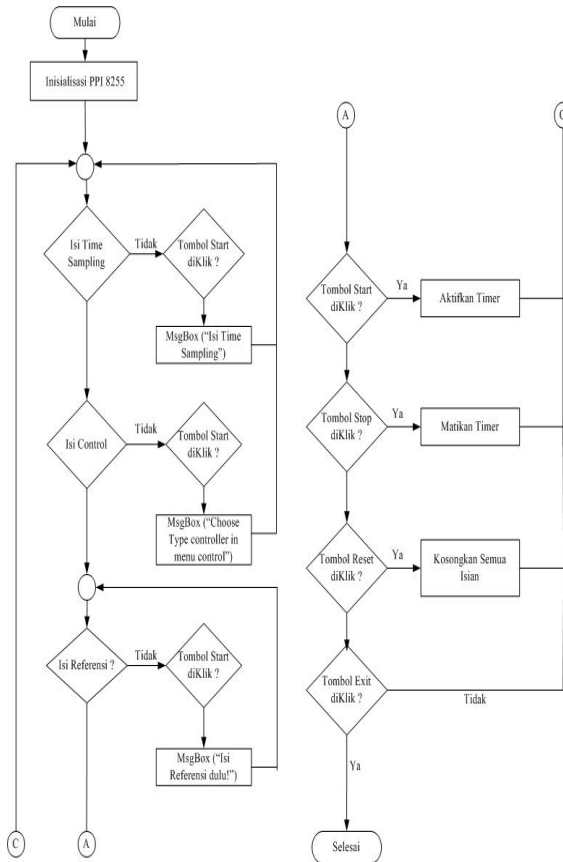 Mulai
Inisialisasi PPI 8255
Isi Time
Sampling
Tidak
Tombol Start
diKlik ?
MsgBox (“Isi Time
Sampling”)
Isi Control
Tidak
Tombol Start
diKlik ?
MsgBox (“Choose
Type controller in
menu control”)
Isi Referensi ?
Tidak
Tombol Start
diKlik ?
MsgBox (“Isi
Referensi dulu!”)
C
A
A
C
Tombol Start
diKlik ?
Ya
Aktifkan Timer
Tombol Stop
diKlik ?
Ya
Matikan Timer
Tombol Reset
diKlik ?
Ya
Kosongkan Semua
Isian
Tombol Exit
diKlik ?
Tidak
Ya
Selesai